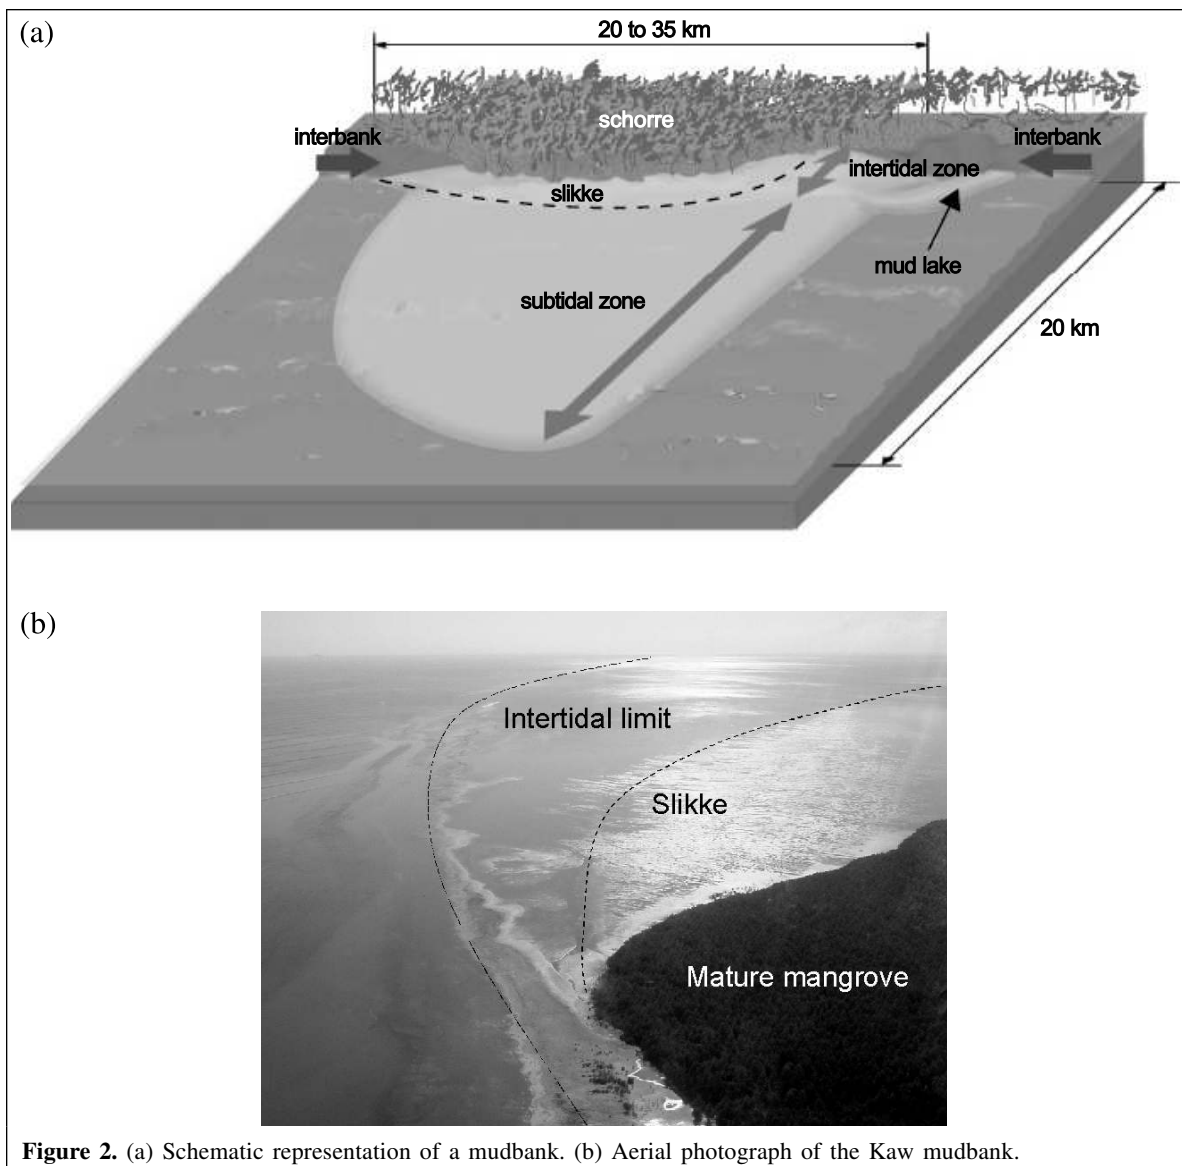 (a)
20 to 35 km
schorre
interbank
interbank
intertidal zone
slikke
mud lake
subtidal zone
20 km
(b)
Intertidal limit
Slikke
Mature mangrove
Figure 2. (a) Schematic representation of a mudbank. (b) Aerial photograph of the Kaw mudbank.